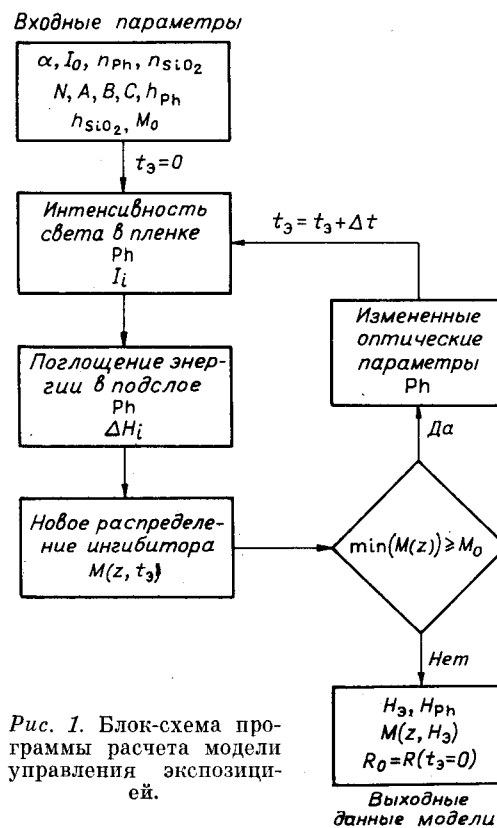 Входные параметры
α, I₀, n_Ph, n_SiO₂
N, A, B, C, h_Ph
h_SiO₂, M₀
t_Э=0
Интенсивность
света в пленке
Ph
I_i
t_Э = t_Э + Δt
Измененные
оптические
параметры
Ph
Поглощение энер-
гии в подслое
Ph
ΔH_i
Да
Новое распреде-
ление ингибитора
M(z, t_Э)
min(M(z)) ⩾ M₀
Нет
H_Э, H_Ph
M(z, H_Э)
R₀=R(t_Э=0)
Выходные
данные модели
Рис. 1. Блок-схема про-
граммы расчета модели
управления экспозици-
ей.